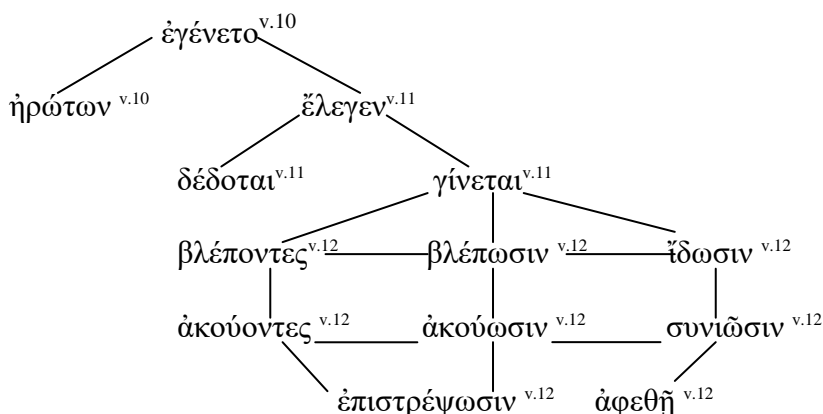 ἐγένετο v.10
ἠρώτων v.10 ἔλεγεν v.11
δέδοται v.11 γίνεται v.11
βλέποντες v.12 βλέπωσιν v.12 ἴδωσιν v.12
ἀκούοντες v.12 ἀκούωσιν v.12 συνιῶσιν v.12
ἐπιστρέψωσιν v.12 ἀφεθῇ v.12